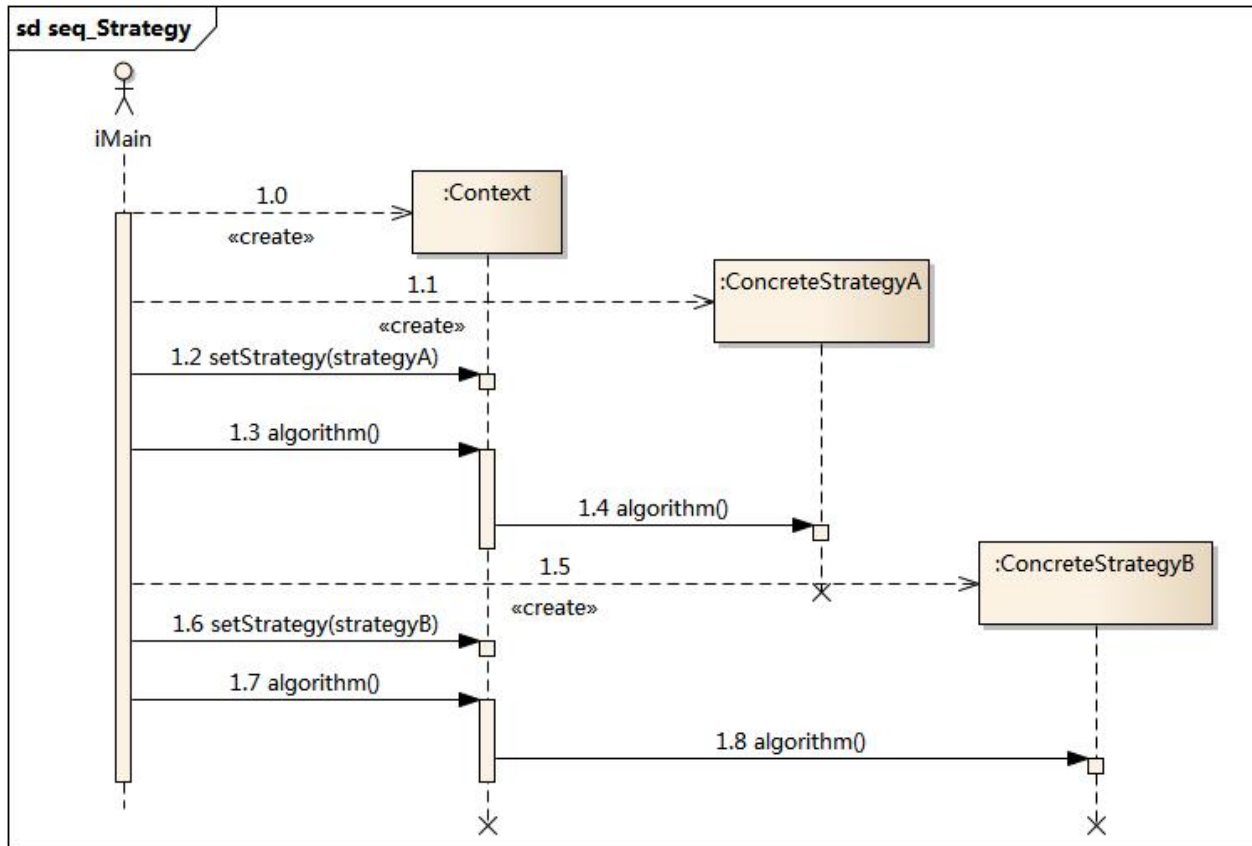 sd seq_Strategy
iMain
1.0
:Context
«create»
1.1
:ConcreteStrategyA
«create»
1.2 setStrategy(strategyA)
1.3 algorithm()
1.4 algorithm()
1.5
:ConcreteStrategyB
«create»
1.6 setStrategy(strategyB)
1.7 algorithm()
1.8 algorithm()